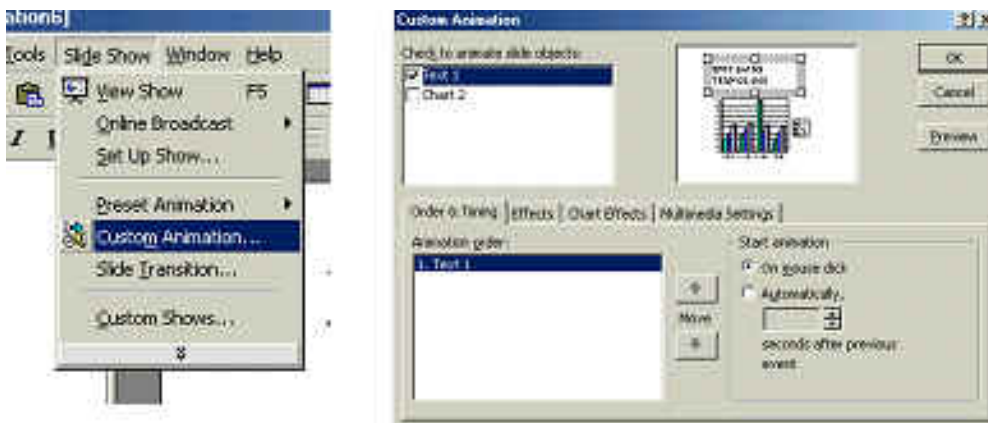 ation6]
Tools Slide Show Window Help
View Show F5
Online Broadcast
Set Up Show...
I
Preset Animation
Custom Animation...
Slide Transition...
Custom Shows...
Custom Animation
Check to animate slide objects:
Text 1
Chart 2
OK
Cancel
Preview
Order & Timing Effects Chart Effects Multimedia Settings
Animation order:
1. Text 1
Move
Start animation
On mouse click
Automatically,
seconds after previous
event